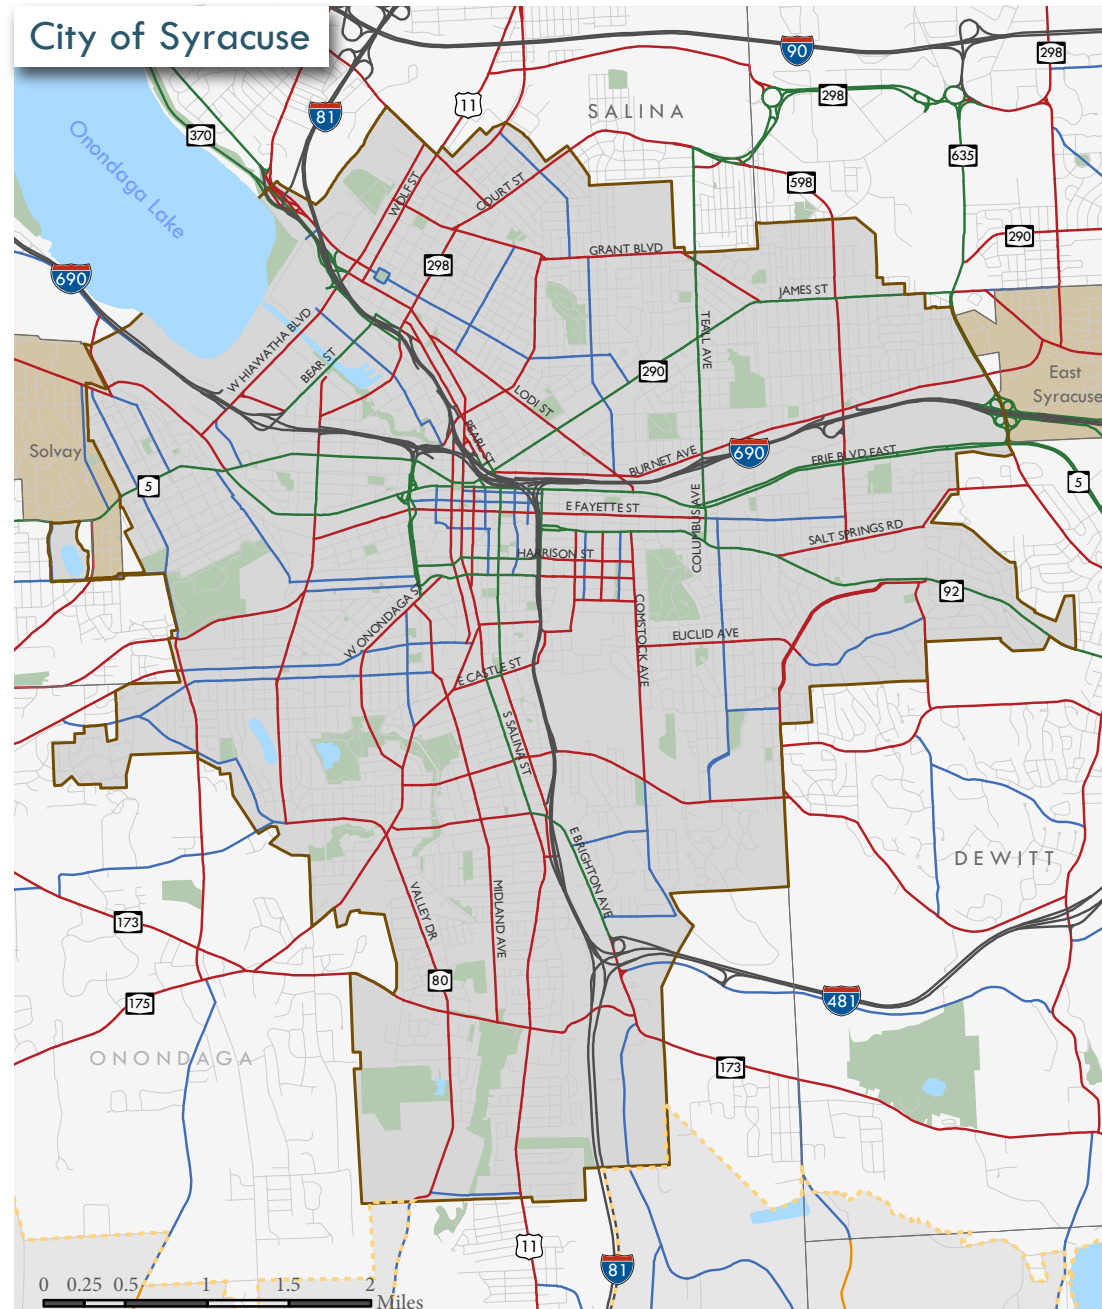 City of Syracuse
90
298
81
11
SALINA
298
370
635
Onondaga Lake
598
WOLF ST
COURT ST
290
GRANT BLVD
298
690
JAMES ST
W HIAWATHA BLVD
BEAR ST
TEALL AVE
290
East
Syracuse
LODI ST
PEARL ST
Solvay
BURNET AVE
690
ERIE BLVD EAST
5
5
E FAYETTE ST
COLUMBUS AVE
SALT SPRINGS RD
HARRISON ST
92
W ONONDAGA ST
COMSTOCK AVE
EUCLID AVE
E CASTLE ST
S SALINA ST
E BRIGHTON AVE
DEWITT
VALLEY DR
MIDLAND AVE
173
80
175
481
ONONDAGA
173
11
81
0 0.25 0.5 1 1.5 2
Miles